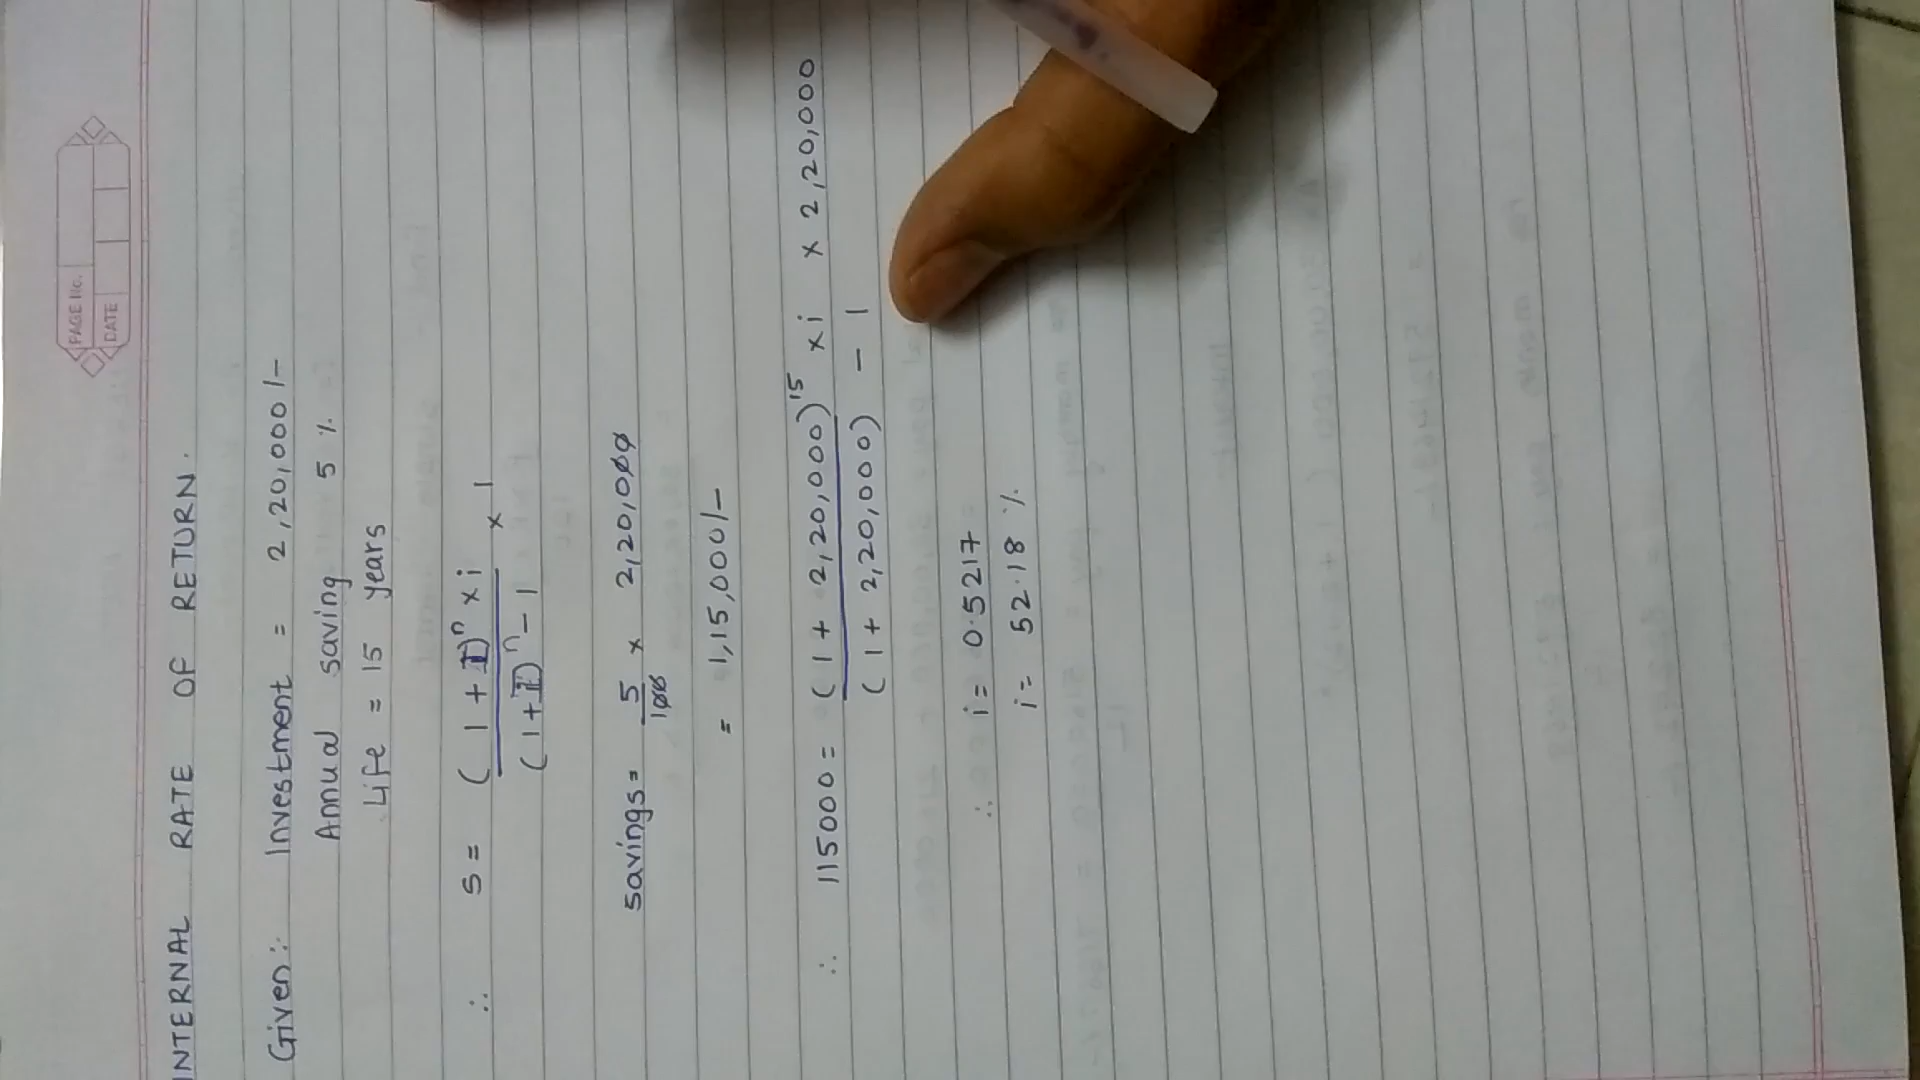 PAGE No.
DATE
INTERNAL RATE OF RETURN.
Given:- Investment = 2,20,000/-
Annual saving 5 %
Life = 15 years
∴ S = (1+I)ⁿ × i × 1
(1+I)ⁿ - 1
savings = 5 × 2,20,000
100
= 1,15,000/-
∴ 115000 = (1 + 2,20,000)¹⁵ × i × 2,20,000
(1 + 2,20,000) - 1
∴ i = 0.5217
i = 52.18 %